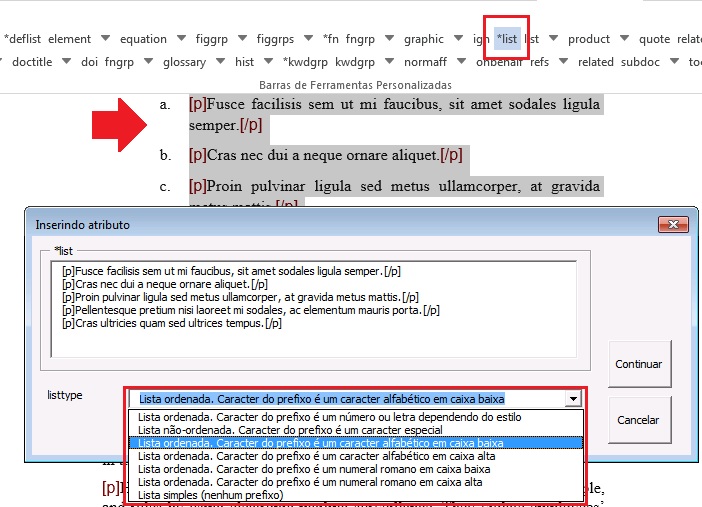 *deflist element equation figgrp figgrps *fn fngrp graphic ign *list list product quote relate
doctitle doi fngrp glossary hist *kwdgrp kwdgrp normaff onbehalf refs related subdoc toc
Barras de Ferramentas Personalizadas
a. [p]Fusce facilisis sem ut mi faucibus, sit amet sodales ligula
semper.[/p]
b. [p]Cras nec dui a neque ornare aliquet.[/p]
c. [p]Proin pulvinar ligula sed metus ullamcorper, at gravida
metus mattis.[/p]
Inserindo atributo
*list
[p]Fusce facilisis sem ut mi faucibus, sit amet sodales ligula semper.[/p]
[p]Cras nec dui a neque ornare aliquet.[/p]
[p]Proin pulvinar ligula sed metus ullamcorper, at gravida metus mattis.[/p]
[p]Pellentesque pretium nisi laoreet mi sodales, ac elementum mauris porta.[/p]
[p]Cras ultricies quam sed ultrices tempus.[/p]
Continuar
listtype Lista ordenada. Caracter do prefixo é um caracter alfabético em caixa baixa
Cancelar
Lista ordenada. Caracter do prefixo é um número ou letra dependendo do estilo
Lista não-ordenada. Caracter do prefixo é um caracter especial
Lista ordenada. Caracter do prefixo é um caracter alfabético em caixa baixa
Lista ordenada. Caracter do prefixo é um caracter alfabético em caixa alta
Lista ordenada. Caracter do prefixo é um numeral romano em caixa baixa
Lista ordenada. Caracter do prefixo é um numeral romano em caixa alta
Lista simples (nenhum prefixo)
[p]